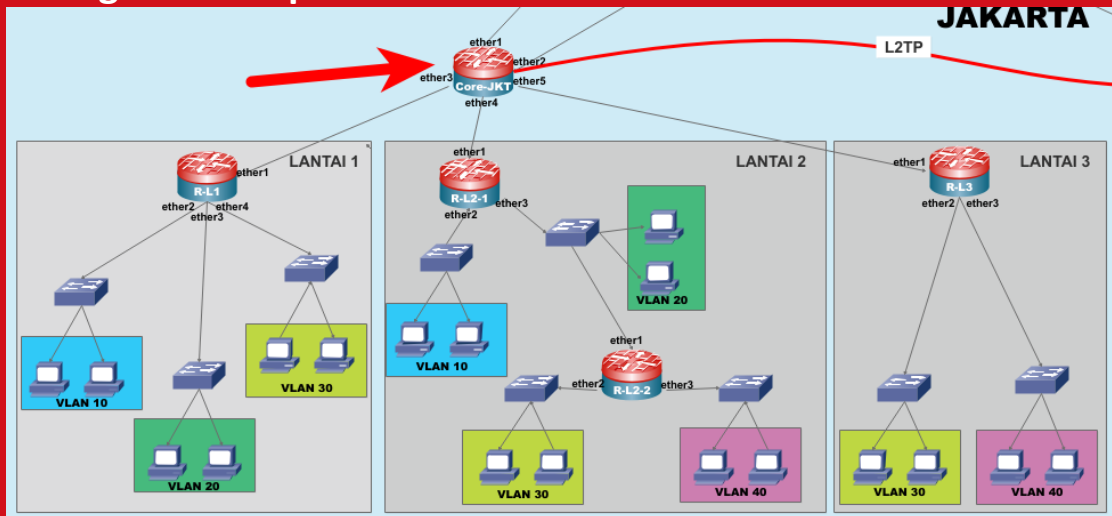 JAKARTA
ether1
L2TP
ether2
ether3
Core-JKT
ether5
ether4
LANTAI 1
LANTAI 2
LANTAI 3
ether1
R-L1
ether2
ether3
ether4
ether1
R-L2-1
ether2
ether3
ether1
R-L3
ether2
ether3
VLAN 20
ether1
VLAN 10
VLAN 30
VLAN 10
ether2
R-L2-2
ether3
VLAN 20
VLAN 30
VLAN 40
VLAN 30
VLAN 40